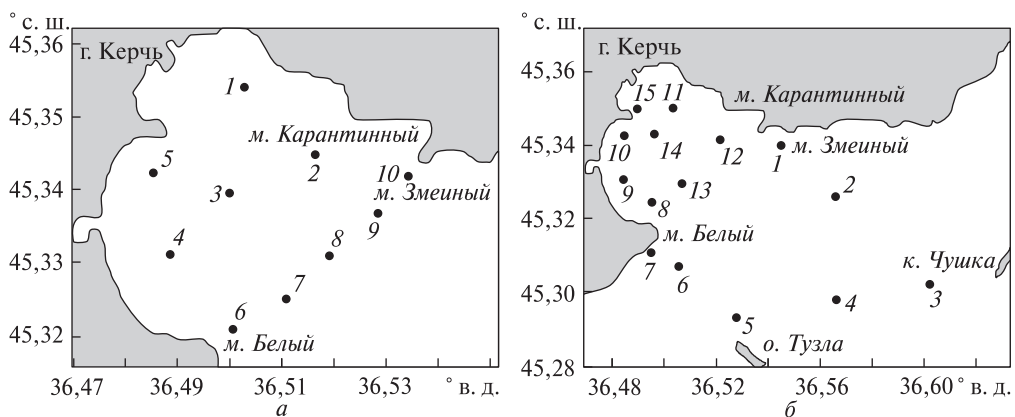 ° с. ш.
45,36
45,35
45,34
45,33
45,32
г. Керчь
1
м. Карантинный
2
5
3
10
м. Змеиный
9
4
8
7
6
м. Белый
36,47
36,49
36,51
36,53
° в. д.
а
° с. ш.
45,36
45,34
45,32
45,30
45,28
г. Керчь
15
11
м. Карантинный
10
14
12
1
м. Змеиный
9
13
2
8
м. Белый
7
6
к. Чушка
3
4
5
о. Тузла
36,48
36,52
36,56
36,60
° в. д.
б